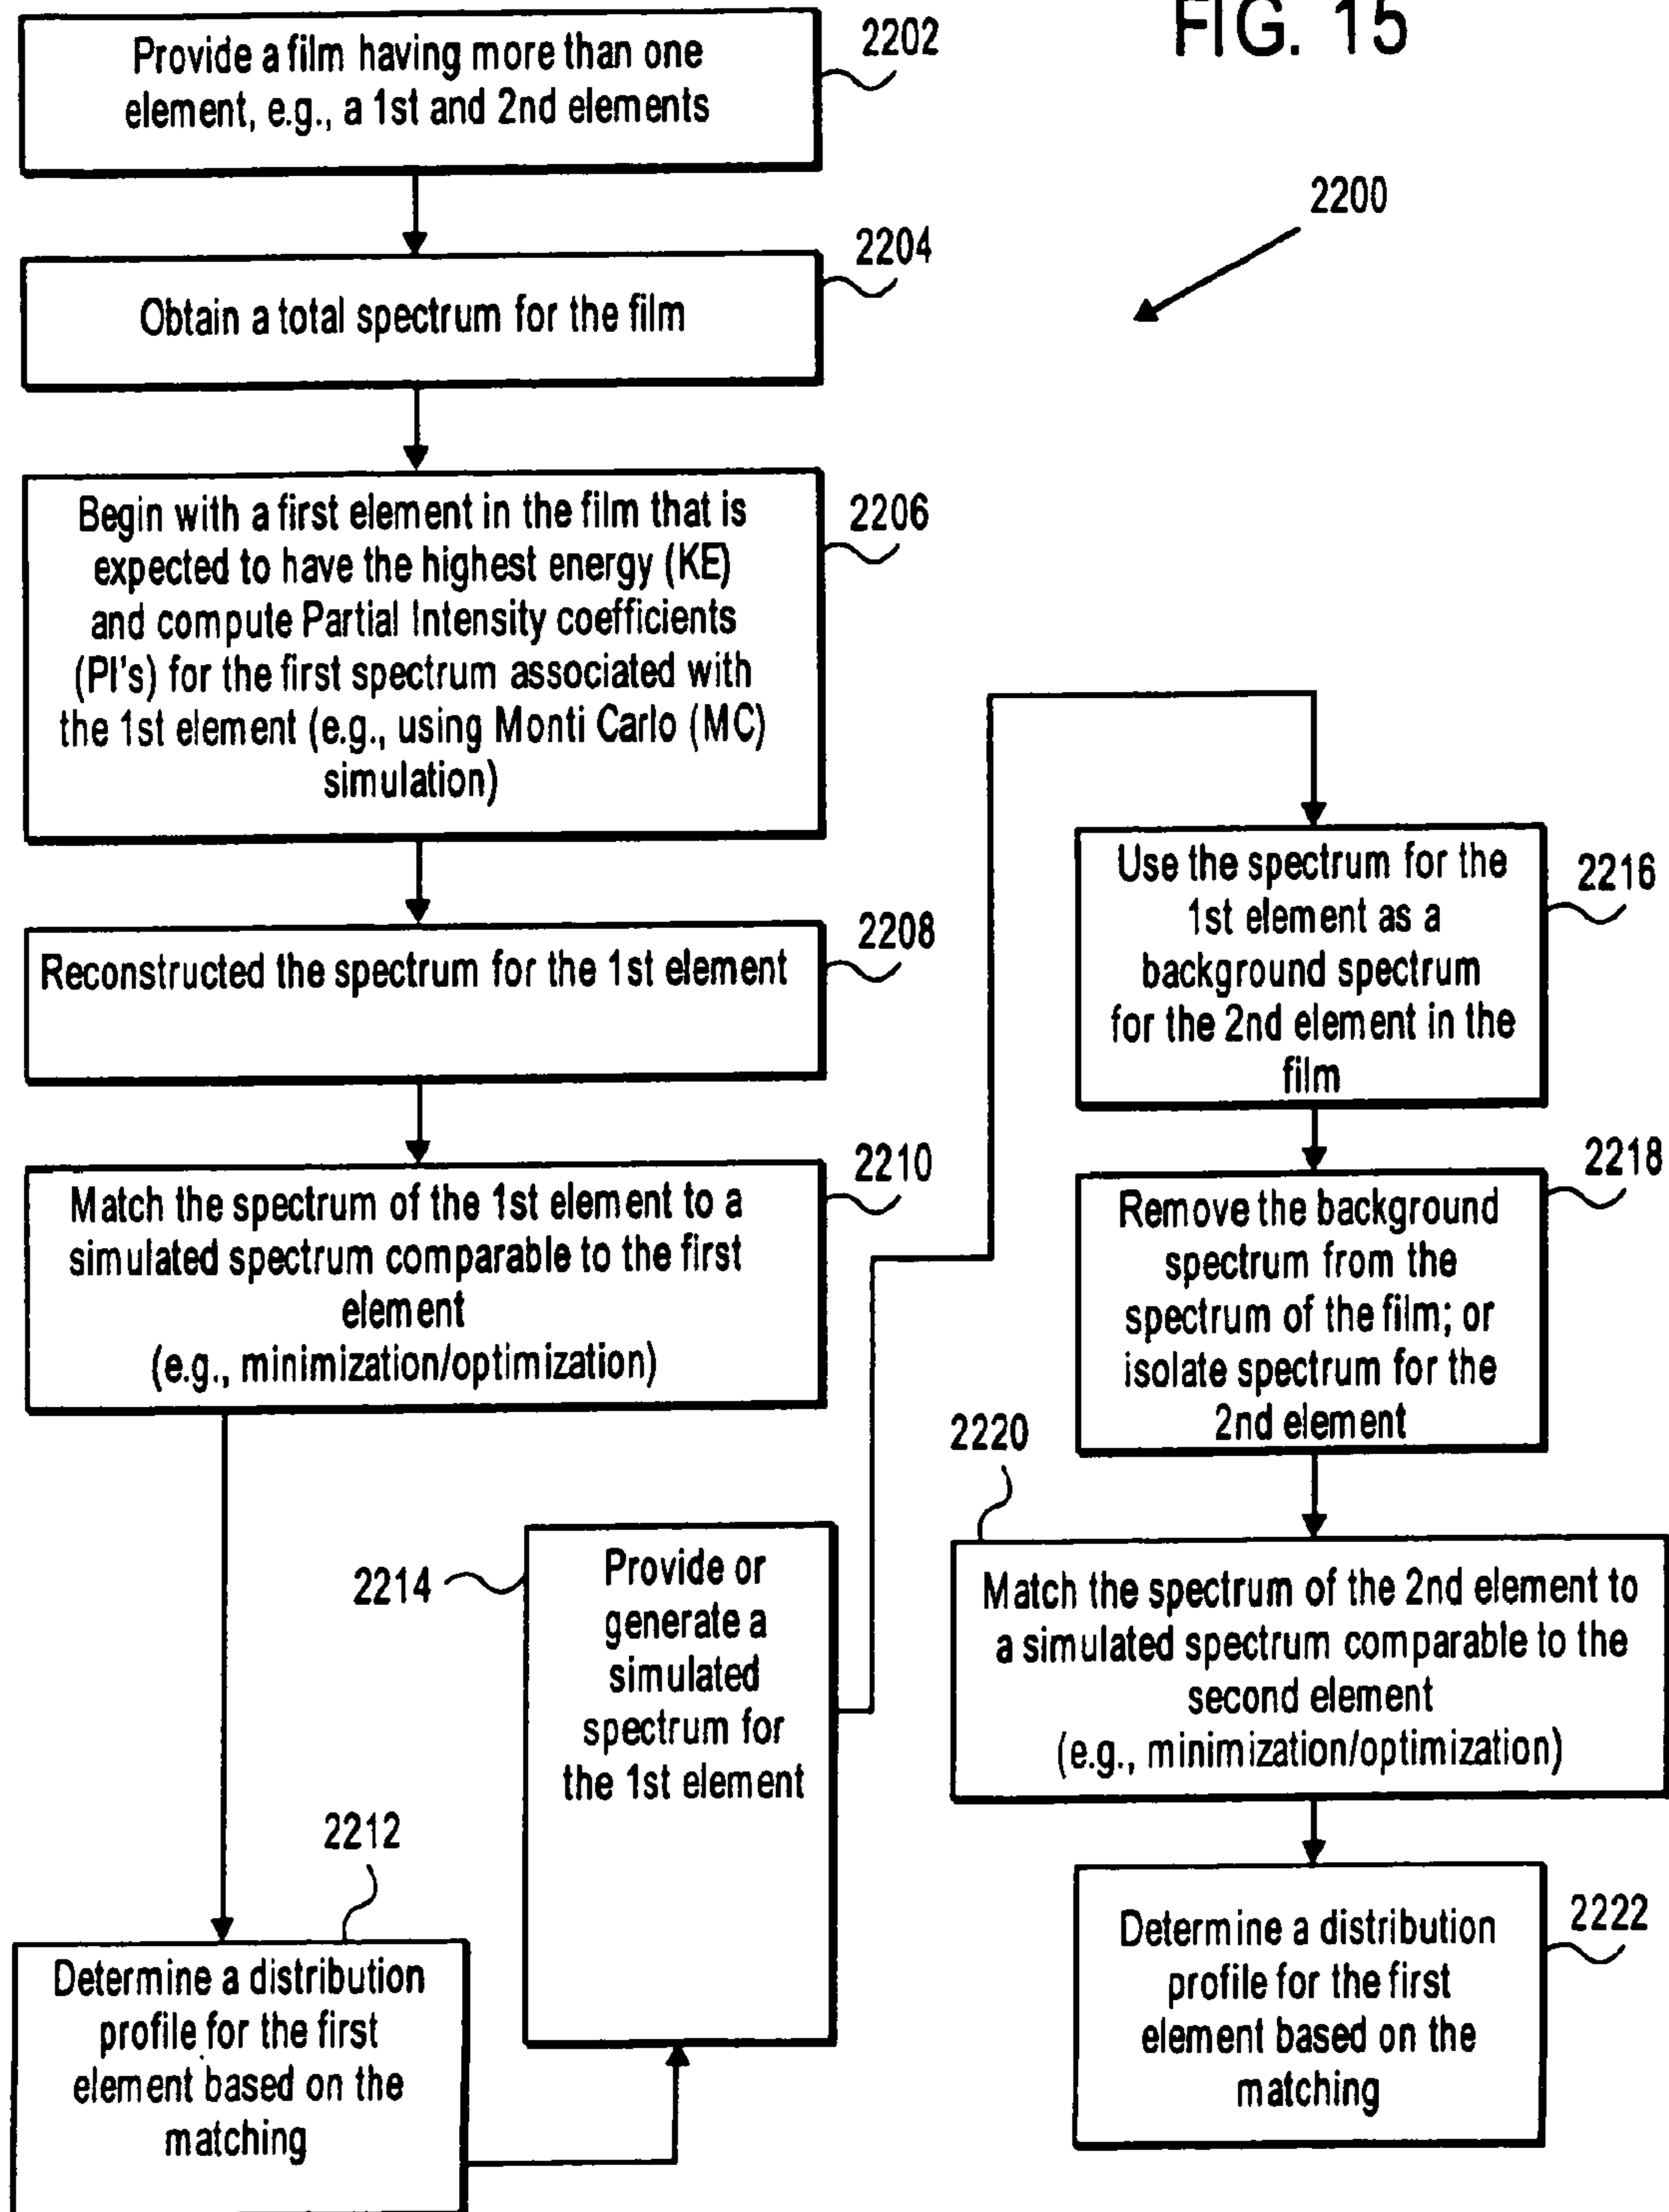 FIG. 15
2200
Provide a film having more than one
element, e.g., a 1st and 2nd elements
2202
Obtain a total spectrum for the film
2204
Begin with a first element in the film that is
expected to have the highest energy (KE)
and compute Partial Intensity coefficients
(PI's) for the first spectrum associated with
the 1st element (e.g., using Monti Carlo (MC)
simulation)
2206
Reconstructed the spectrum for the 1st element
2208
Match the spectrum of the 1st element to a
simulated spectrum comparable to the first
element
(e.g., minimization/optimization)
2210
2212
Determine a distribution
profile for the first
element based on the
matching
2214
Provide or
generate a
simulated
spectrum for
the 1st element
Use the spectrum for the
1st element as a
background spectrum
for the 2nd element in the
film
2216
Remove the background
spectrum from the
spectrum of the film; or
isolate spectrum for the
2nd element
2218
2220
Match the spectrum of the 2nd element to
a simulated spectrum comparable to the
second element
(e.g., minimization/optimization)
Determine a distribution
profile for the first
element based on the
matching
2222